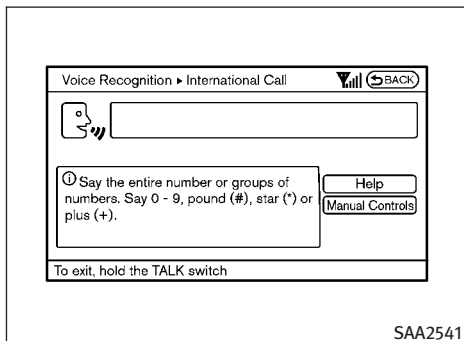 Voice Recognition ▸ International Call
BACK
ⓘ Say the entire number or groups of
numbers. Say 0 - 9, pound (#), star (*) or
plus (+).
Help
Manual Controls
To exit, hold the TALK switch
SAA2541